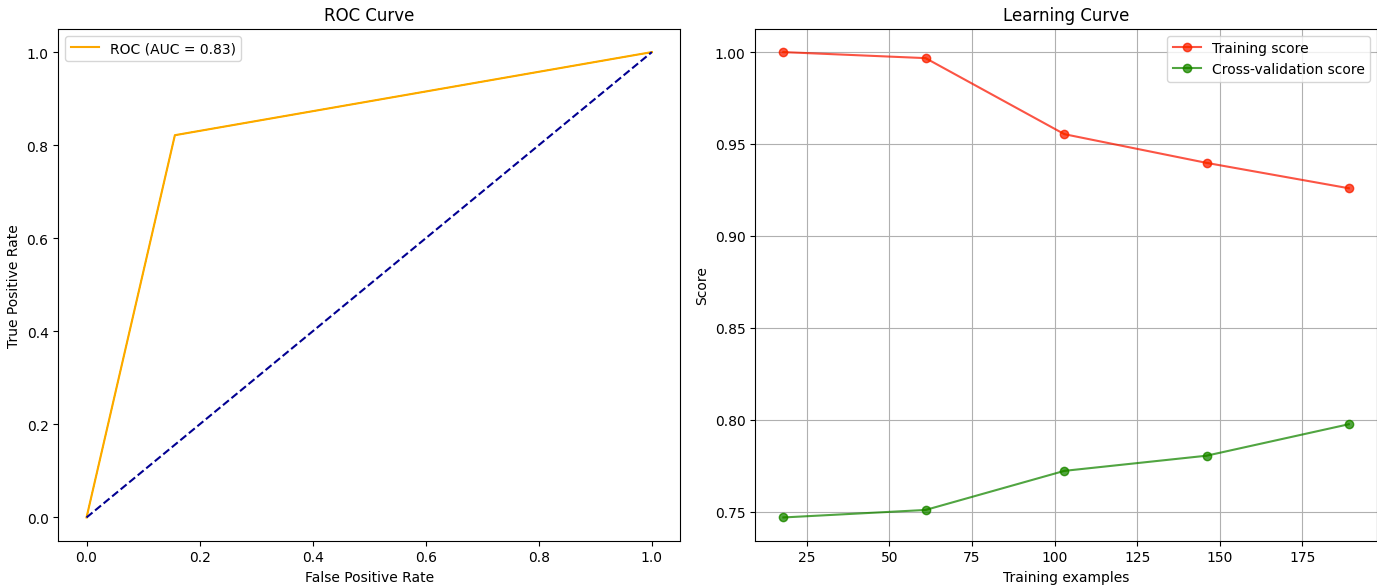 ROC Curve
ROC (AUC = 0.83)
1.0
0.8
0.6
0.4
0.2
0.0
True Positive Rate
0.0 0.2 0.4 0.6 0.8 1.0
False Positive Rate
Learning Curve
Training score
Cross-validation score
1.00
0.95
0.90
0.85
0.80
0.75
Score
25 50 75 100 125 150 175
Training examples